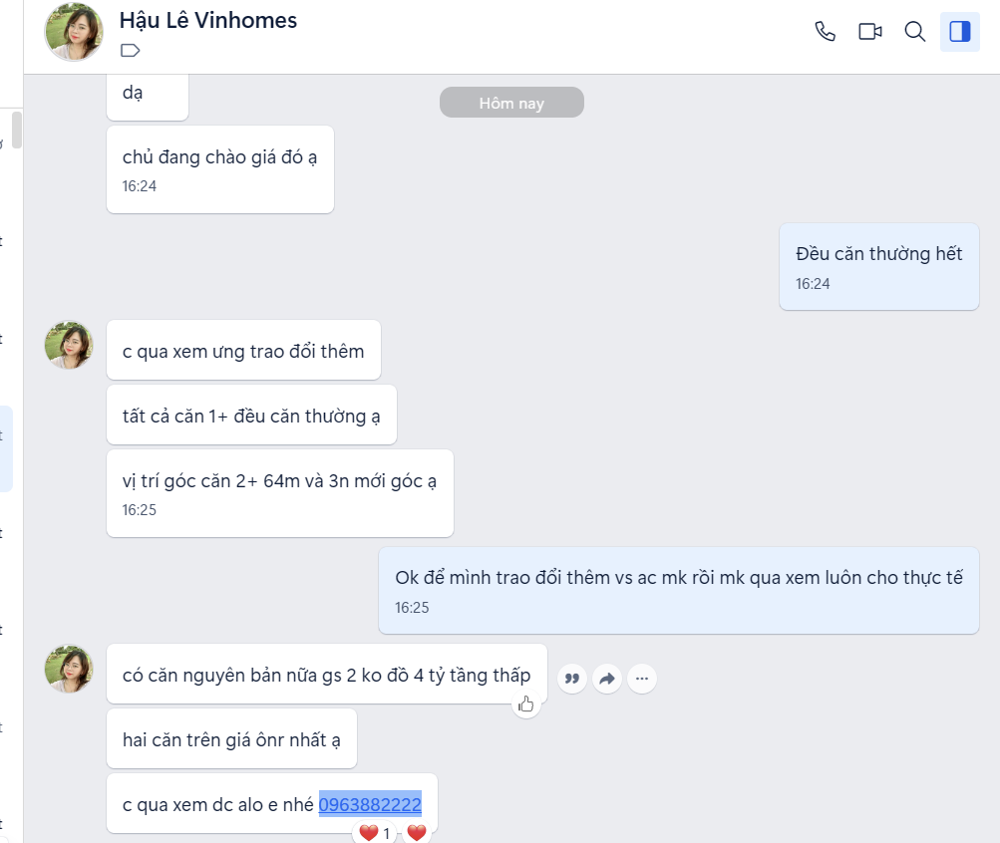 Hậu Lê Vinhomes
dạ
Hôm nay
chủ đang chào giá đó ạ
16:24
Đều căn thường hết
16:24
c qua xem ưng trao đổi thêm
tất cả căn 1+ đều căn thường ạ
vị trí góc căn 2+ 64m và 3n mới góc ạ
16:25
Ok để mình trao đổi thêm vs ac mk rồi mk qua xem luôn cho thực tế
16:25
có căn nguyên bản nữa gs 2 ko đồ 4 tỷ tầng thấp
hai căn trên giá ônr nhất ạ
c qua xem dc alo e nhé 0963882222
1